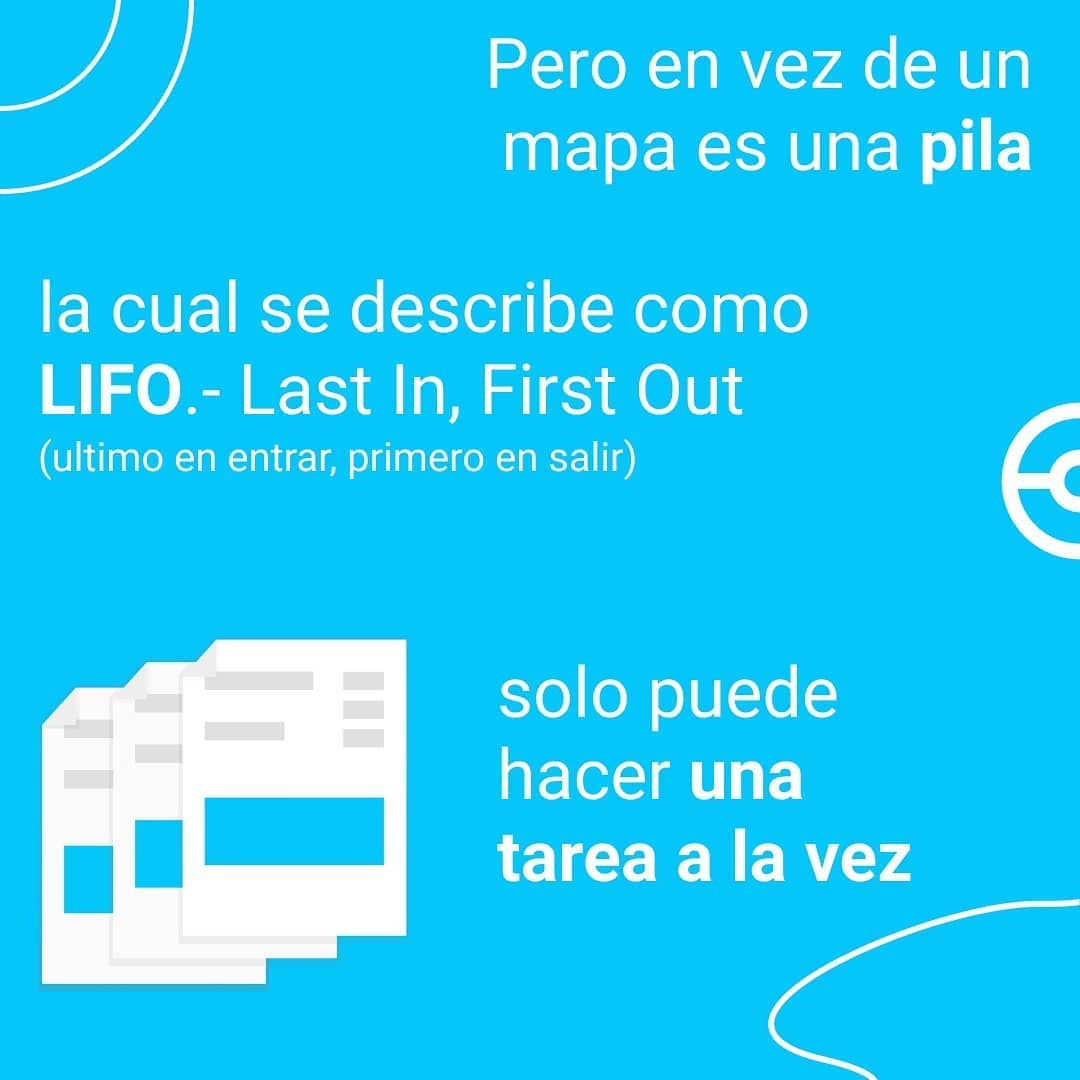 Pero en vez de un
mapa es una pila
la cual se describe como
LIFO.- Last In, First Out
(ultimo en entrar, primero en salir)
solo puede
hacer una
tarea a la vez